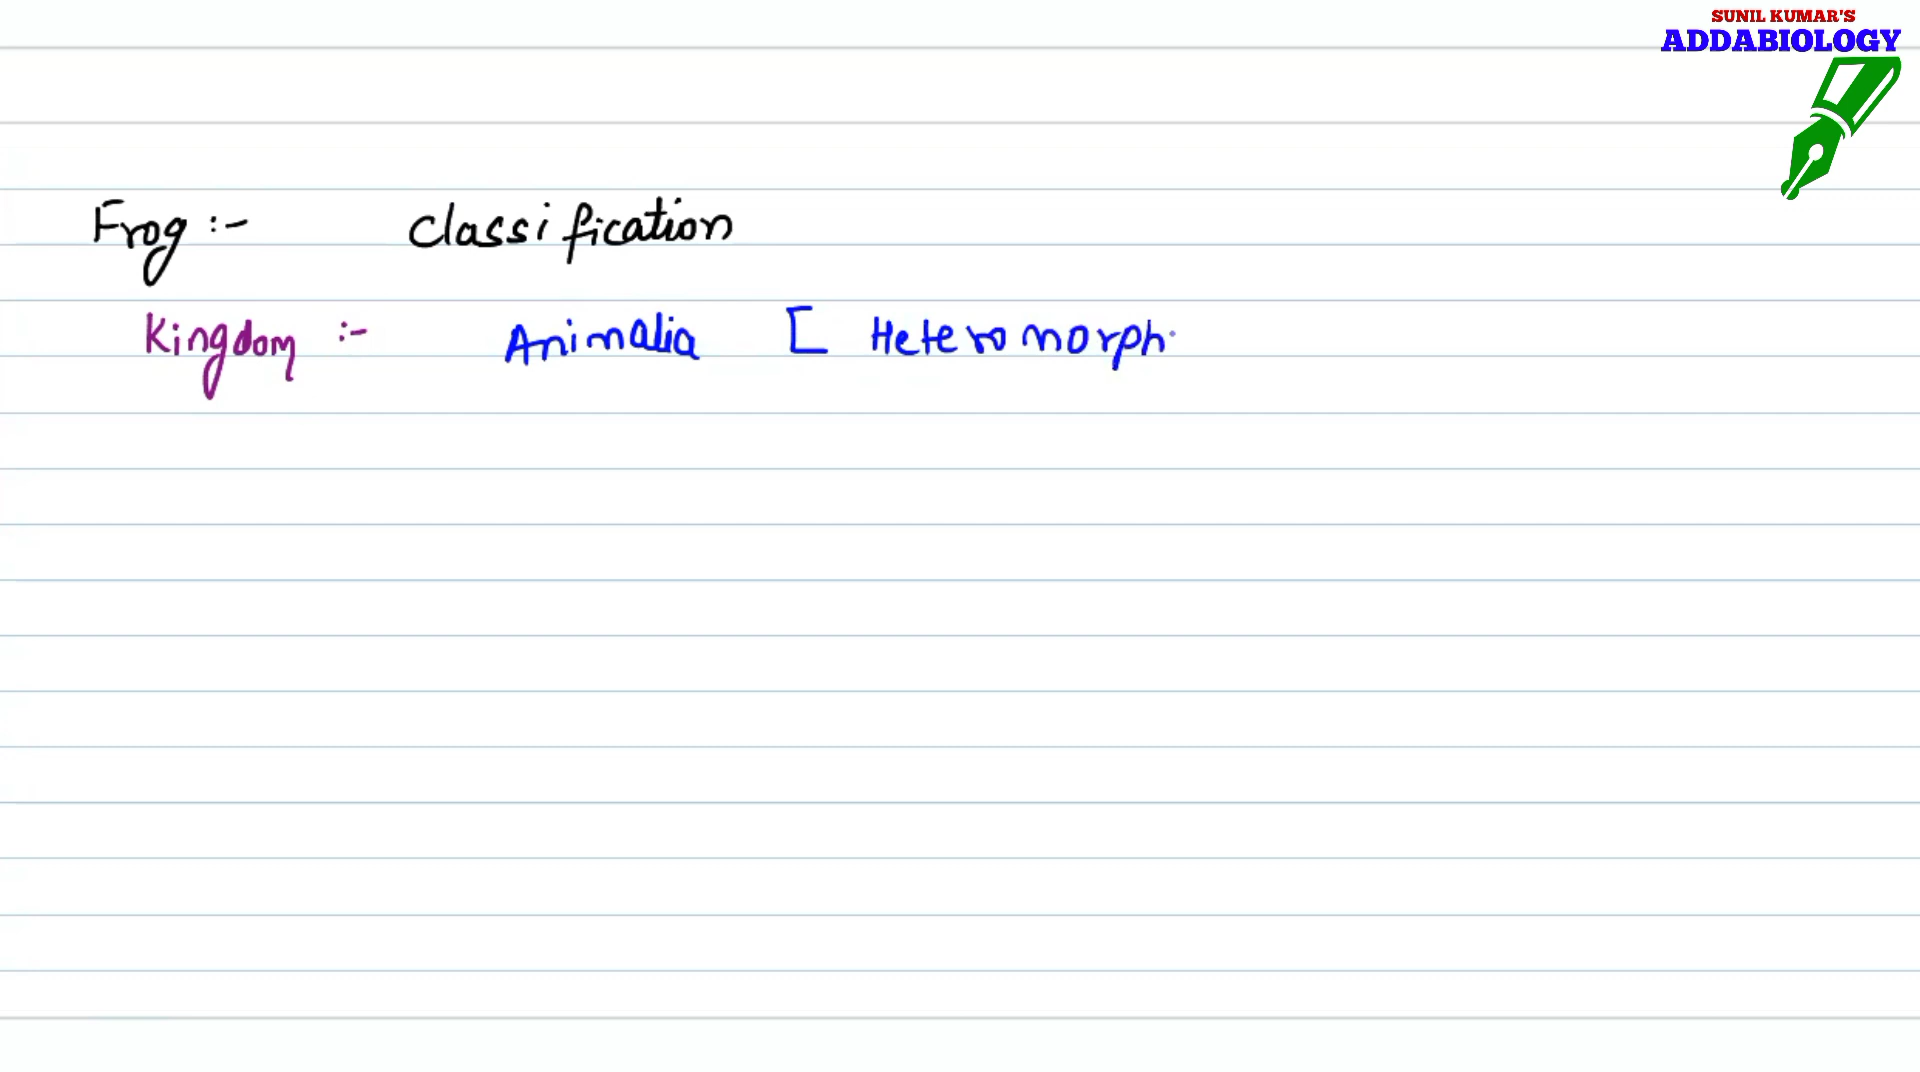 SUNIL KUMAR'S
ADDABIOLOGY
Frog :- Classification
Kingdom :- Animalia [ Heteromorph